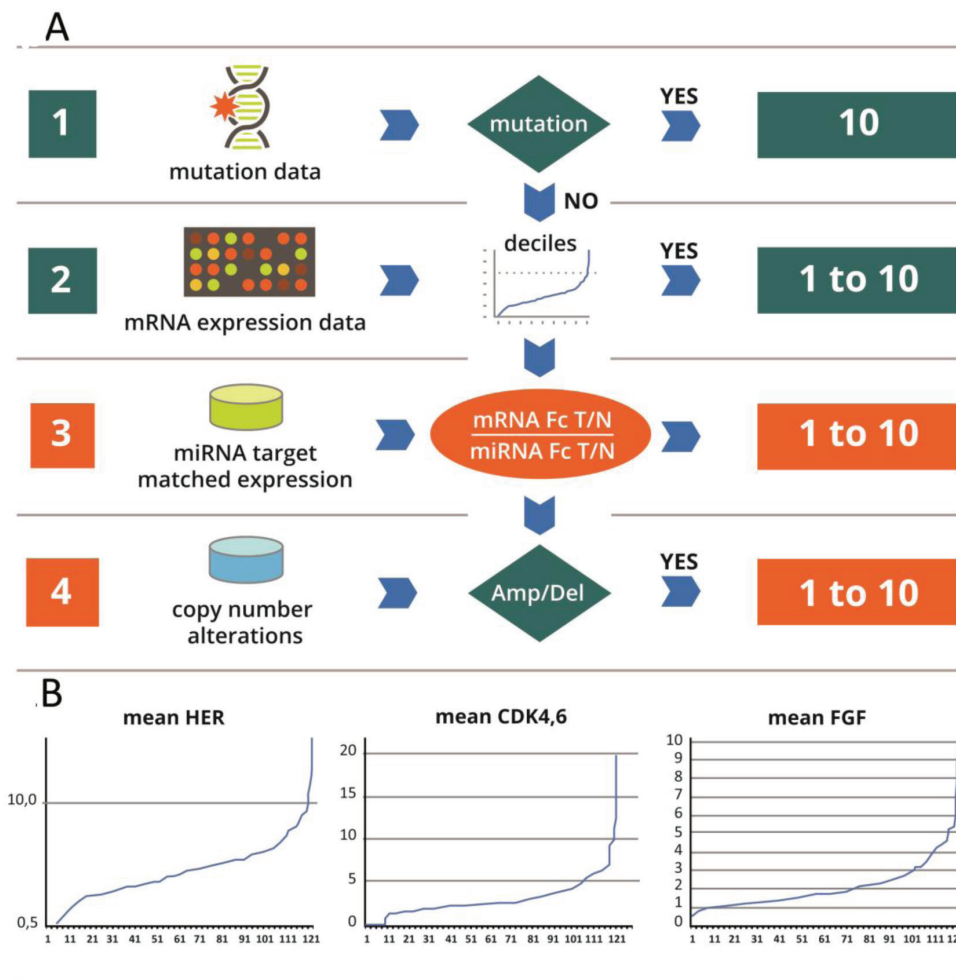 A
1
mutation data
mutation
YES
10
NO
2
mRNA expression data
deciles
YES
1 to 10
3
miRNA target
matched expression
mRNA Fc T/N
miRNA Fc T/N
1 to 10
4
copy number
alterations
Amp/Del
YES
1 to 10
B
mean HER
10,0
0,5
1 11 21 31 41 51 61 71 81 91 101 111 121
mean CDK4,6
20
15
10
5
0
1 11 21 31 41 51 61 71 81 91 101 111 121
mean FGF
10
9
8
7
6
5
4
3
2
1
0
1 11 21 31 41 51 61 71 81 91 101 111